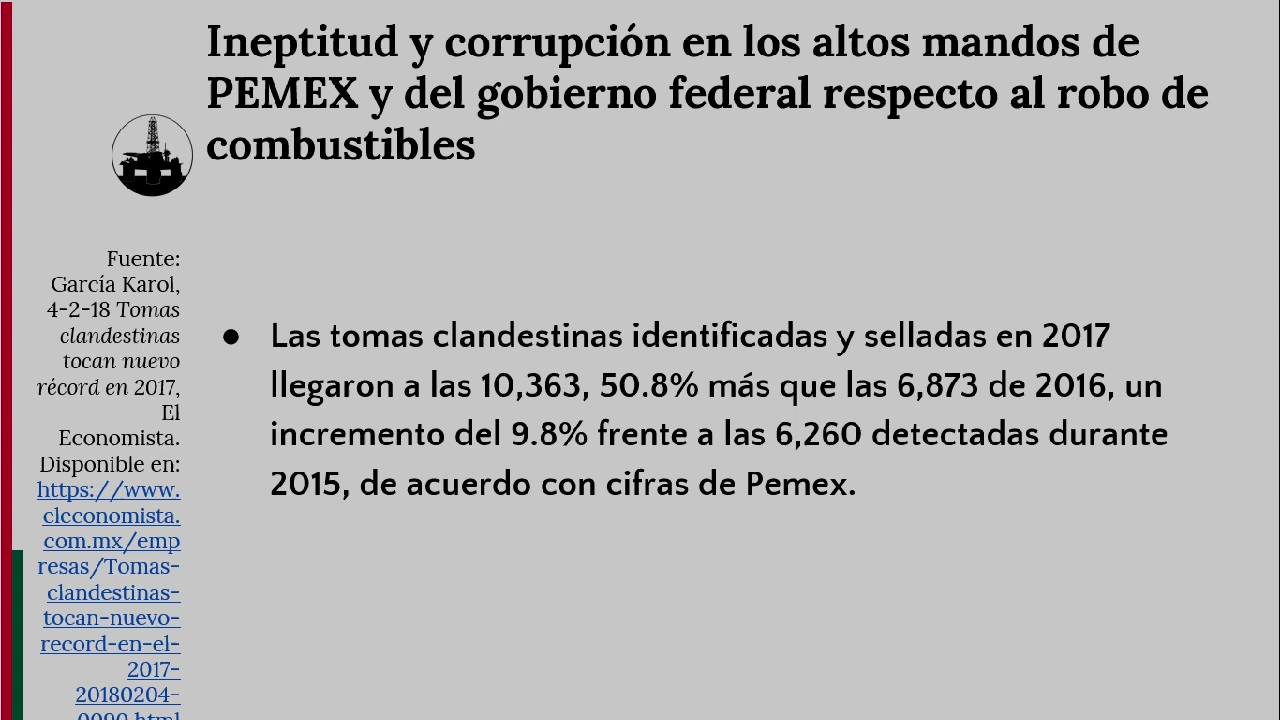 Ineptitud y corrupción en los altos mandos de
PEMEX y del gobierno federal respecto al robo de
combustibles
Fuente:
García Karol,
4-2-18 Tomas
clandestinas
tocan nuevo
récord en 2017,
El
Economista.
Disponible en:
https://www.
eleconomista.
com.mx/emp
resas/Tomas-
clandestinas-
tocan-nuevo-
record-en-el-
2017-
20180204-
0090.html
● Las tomas clandestinas identificadas y selladas en 2017
llegaron a las 10,363, 50.8% más que las 6,873 de 2016, un
incremento del 9.8% frente a las 6,260 detectadas durante
2015, de acuerdo con cifras de Pemex.